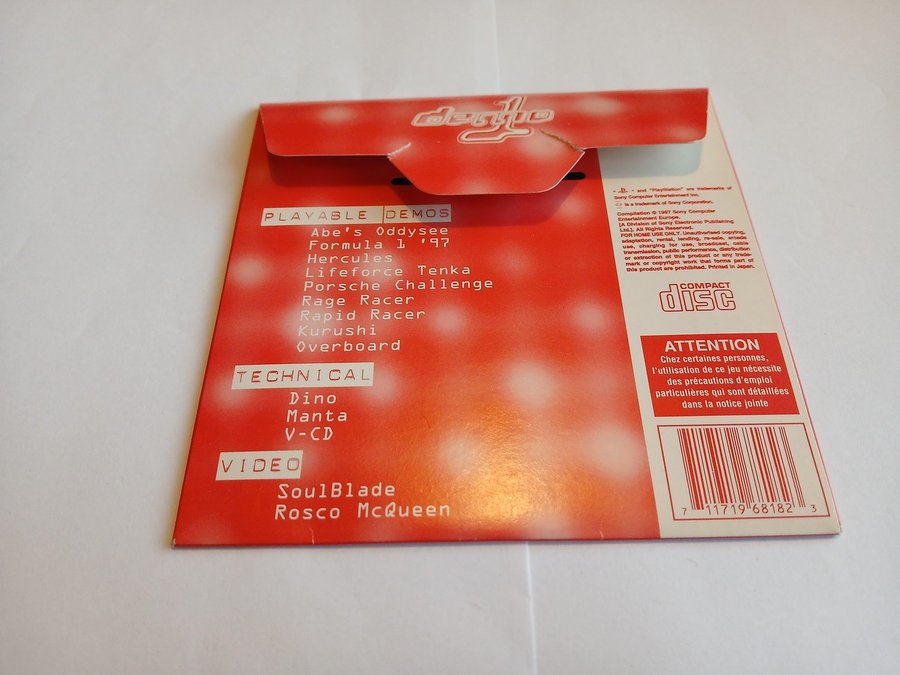 demo 1
PLAYABLE DEMOS
Abe's Oddysee
Formula 1 '97
Hercules
Lifeforce Tenka
Porsche Challenge
Rage Racer
Rapid Racer
Kurushi
Overboard
TECHNICAL
Dino
Manta
V-CD
VIDEO
SoulBlade
Rosco McQueen
- - and "PlayStation" are trademarks of
Sony Computer Entertainment Inc.
is a trademark of Sony Corporation.
Compilation © 1997 Sony Computer
Entertainment Europe.
[A Division of Sony Electronic Publishing
Ltd.]. All Rights Reserved.
FOR HOME USE ONLY. Unauthorised copying,
adaptation, rental, lending, re-sale, arcade
use, charging for use, broadcast, cable
transmission, public performance, distribution
or extraction of this product or any trade-
mark or copyright work that forms part of
this product are prohibited. Printed in Japan.
COMPACT
disc
ATTENTION
Chez certaines personnes,
l'utilisation de ce jeu nécessite
des précautions d'emploi
particulières qui sont détaillées
dans la notice jointe
7 11719 68182 3